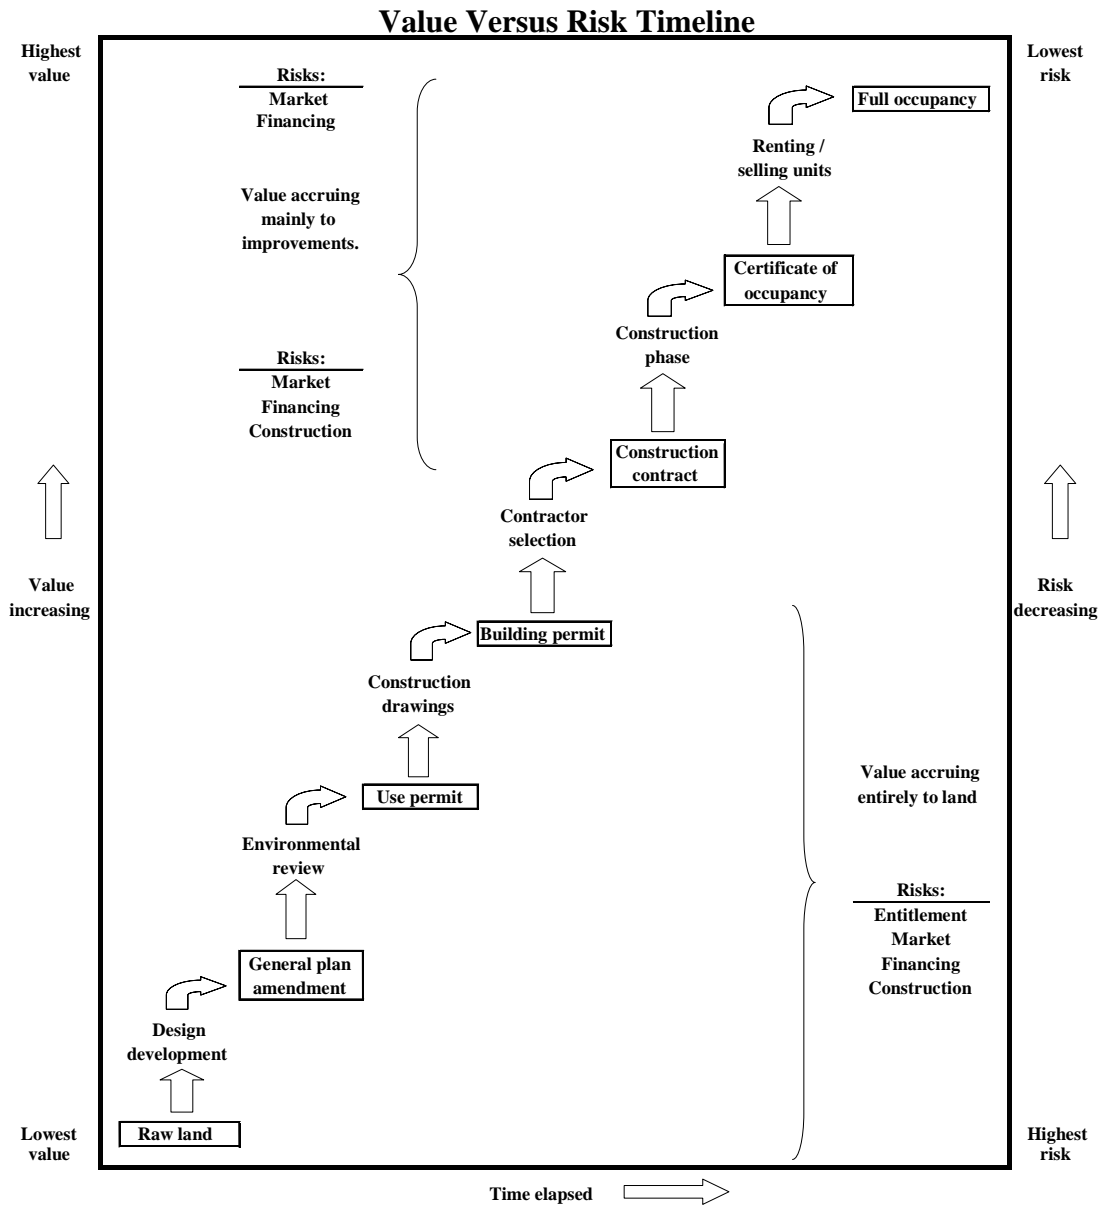 Value Versus Risk Timeline
Highest
value
Lowest
risk
Risks:
Market
Financing
Full occupancy
Renting /
selling units
Value accruing
mainly to
improvements.
Certificate of
occupancy
Construction
phase
Risks:
Market
Financing
Construction
Construction
contract
Contractor
selection
Value
increasing
Risk
decreasing
Building permit
Construction
drawings
Value accruing
entirely to land
Use permit
Environmental
review
Risks:
Entitlement
Market
Financing
Construction
General plan
amendment
Design
development
Raw land
Lowest
value
Highest
risk
Time elapsed